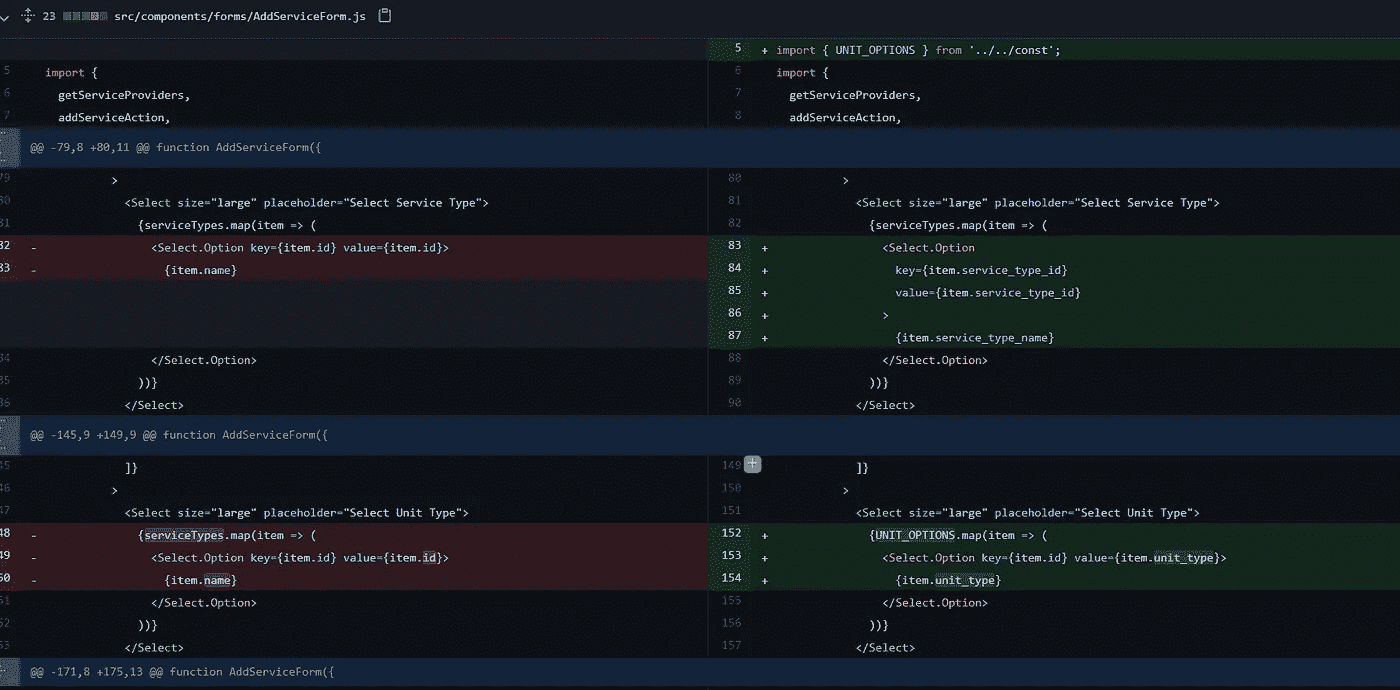 23 src/components/forms/AddServiceForm.js
5 + import { UNIT_OPTIONS } from '../../const';
5 import { 6 import {
6 getServiceProviders, 7 getServiceProviders,
7 addServiceAction, 8 addServiceAction,
@@ -79,8 +80,11 @@ function AddServiceForm({
79 > 80 >
80 <Select size="large" placeholder="Select Service Type"> 81 <Select size="large" placeholder="Select Service Type">
81 {serviceTypes.map(item => ( 82 {serviceTypes.map(item => (
82 - <Select.Option key={item.id} value={item.id}> 83 + <Select.Option
83 - {item.name} 84 + key={item.service_type_id}
85 + value={item.service_type_id}
86 + >
87 + {item.service_type_name}
84 </Select.Option> 88 </Select.Option>
85 ))} 89 ))}
86 </Select> 90 </Select>
@@ -145,9 +149,9 @@ function AddServiceForm({
45 ]} 149 + ]}
46 > 150 >
47 <Select size="large" placeholder="Select Unit Type"> 151 <Select size="large" placeholder="Select Unit Type">
48 - {serviceTypes.map(item => ( 152 + {UNIT_OPTIONS.map(item => (
49 - <Select.Option key={item.id} value={item.id}> 153 + <Select.Option key={item.id} value={item.unit_type}>
50 - {item.name} 154 + {item.unit_type}
51 </Select.Option> 155 </Select.Option>
52 ))} 156 ))}
53 </Select> 157 </Select>
@@ -171,8 +175,13 @@ function AddServiceForm({